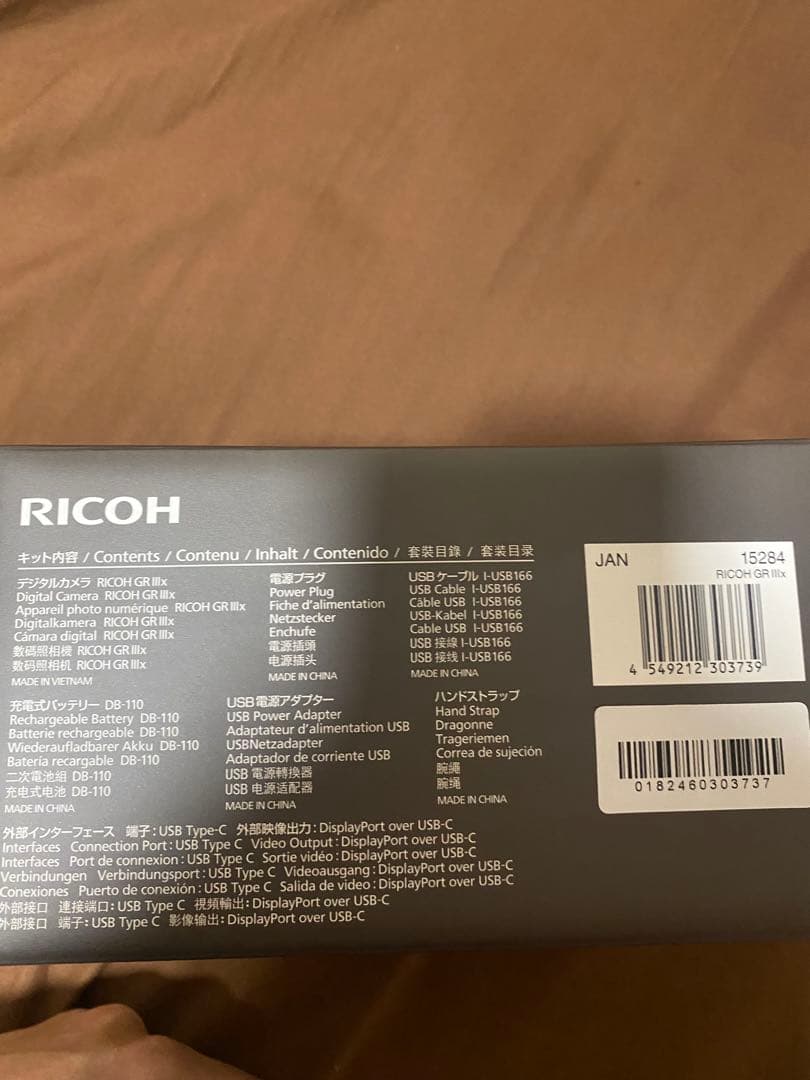 RICOH
キット内容 / Contents / Contenu / Inhalt / Contenido / 套裝目錄 / 套装目录
デジタルカメラ RICOH GR IIIx
Digital Camera RICOH GR IIIx
Appareil photo numérique RICOH GR IIIx
Digitalkamera RICOH GR IIIx
Cámara digital RICOH GR IIIx
數碼照相機 RICOH GR IIIx
数码照相机 RICOH GR IIIx
MADE IN VIETNAM
電源プラグ
Power Plug
Fiche d'alimentation
Netzstecker
Enchufe
電源插頭
电源插头
MADE IN CHINA
USBケーブル I-USB166
USB Cable I-USB166
Câble USB I-USB166
USB-Kabel I-USB166
Cable USB I-USB166
USB 接線 I-USB166
USB 接线 I-USB166
MADE IN CHINA
充電式バッテリー DB-110
Rechargeable Battery DB-110
Batterie rechargeable DB-110
Wiederaufladbarer Akku DB-110
Batería recargable DB-110
二次電池組 DB-110
充电式电池 DB-110
MADE IN CHINA
USB電源アダプター
USB Power Adapter
Adaptateur d'alimentation USB
USBNetzadapter
Adaptador de corriente USB
USB 電源轉換器
USB 电源适配器
MADE IN CHINA
ハンドストラップ
Hand Strap
Dragonne
Trageriemen
Correa de sujeción
腕繩
腕绳
MADE IN CHINA
外部インターフェース 端子：USB Type-C 外部映像出力：DisplayPort over USB-C
Interfaces Connection Port : USB Type C Video Output : DisplayPort over USB-C
Interfaces Port de connexion : USB Type C Sortie vidéo : DisplayPort over USB-C
Verbindungen Verbindungsport : USB Type C Videoausgang : DisplayPort over USB-C
Conexiones Puerto de conexión : USB Type C Salida de video : DisplayPort over USB-C
外部接口 連接端口：USB Type C 視頻輸出：DisplayPort over USB-C
外部接口 端子：USB Type C 影像输出：DisplayPort over USB-C
JAN 15284
RICOH GR IIIx
4 549212 303739
0182460303737